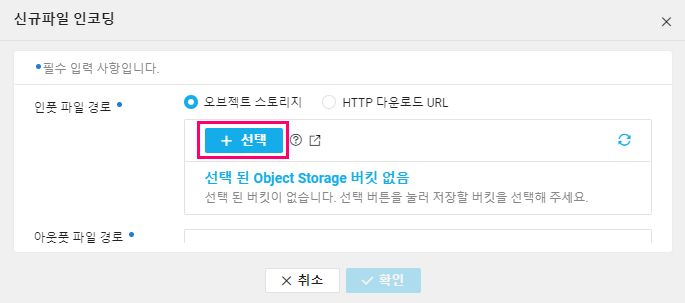 신규파일 인코딩
필수 입력 사항입니다.
인풋 파일 경로
오브젝트 스토리지 HTTP 다운로드 URL
+ 선택
선택 된 Object Storage 버킷 없음
선택 된 버킷이 없습니다. 선택 버튼을 눌러 저장할 버킷을 선택해 주세요.
아웃풋 파일 경로
취소 확인